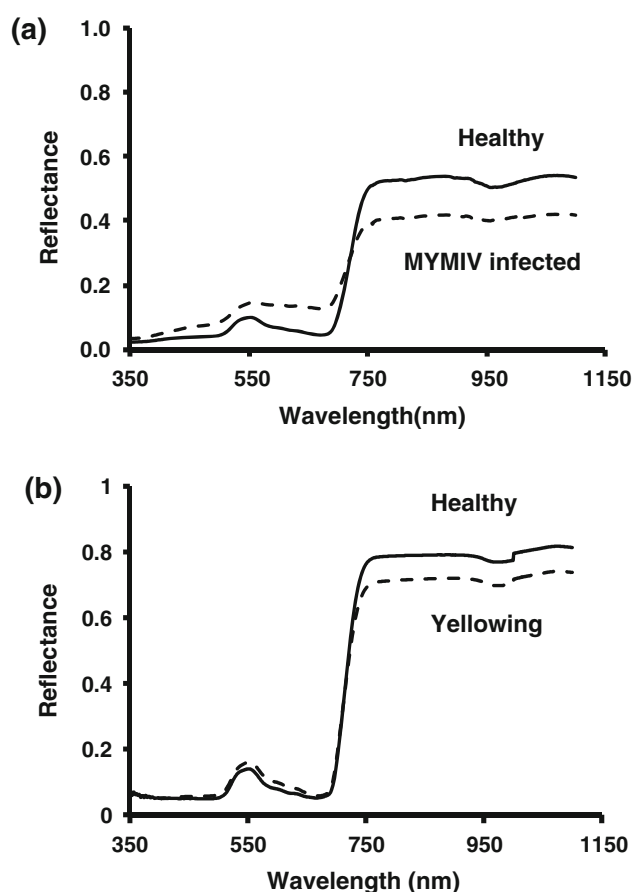 (a)
1.0
0.8
0.6
0.4
0.2
0.0
Reflectance
Healthy
MYMIV infected
350 550 750 950 1150
Wavelength(nm)
(b)
1
0.8
0.6
0.4
0.2
0
Reflectance
Healthy
Yellowing
350 550 750 950 1150
Wavelength (nm)